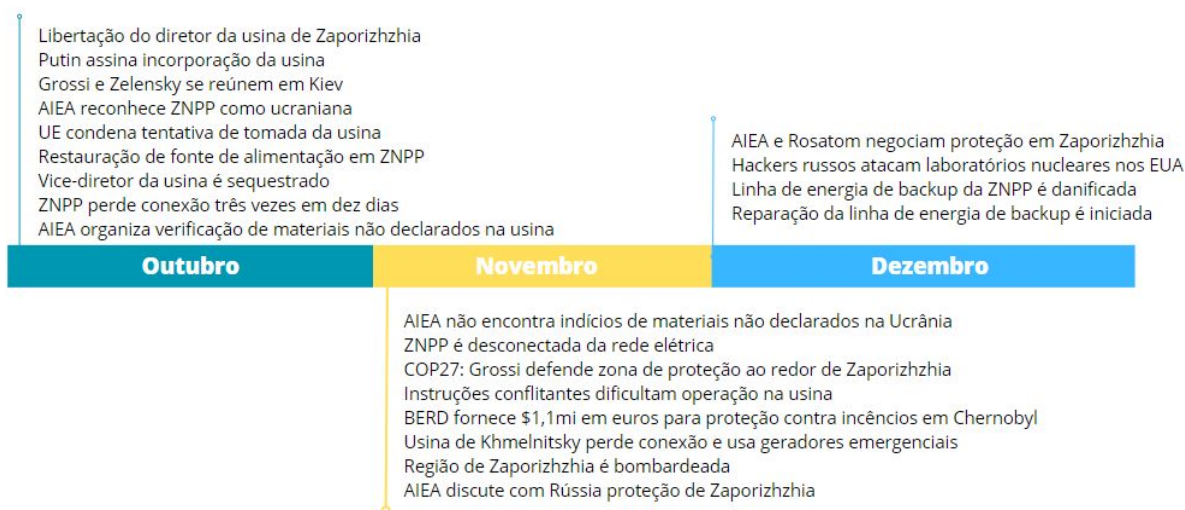 Libertação do diretor da usina de Zaporizhzhia
Putin assina incorporação da usina
Grossi e Zelensky se reúnem em Kiev
AIEA reconhece ZNPP como ucraniana
UE condena tentativa de tomada da usina
Restauração de fonte de alimentação em ZNPP
Vice-diretor da usina é sequestrado
ZNPP perde conexão três vezes em dez dias
AIEA organiza verificação de materiais não declarados na usina
AIEA e Rosatom negociam proteção em Zaporizhzhia
Hackers russos atacam laboratórios nucleares nos EUA
Linha de energia de backup da ZNPP é danificada
Reparação da linha de energia de backup é iniciada
Outubro
Novembro
Dezembro
AIEA não encontra indícios de materiais não declarados na Ucrânia
ZNPP é desconectada da rede elétrica
COP27: Grossi defende zona de proteção ao redor de Zaporizhzhia
Instruções conflitantes dificultam operação na usina
BERD fornece $1,1mi em euros para proteção contra incêncios em Chernobyl
Usina de Khmelnitsky perde conexão e usa geradores emergenciais
Região de Zaporizhzhia é bombardeada
AIEA discute com Rússia proteção de Zaporizhzhia